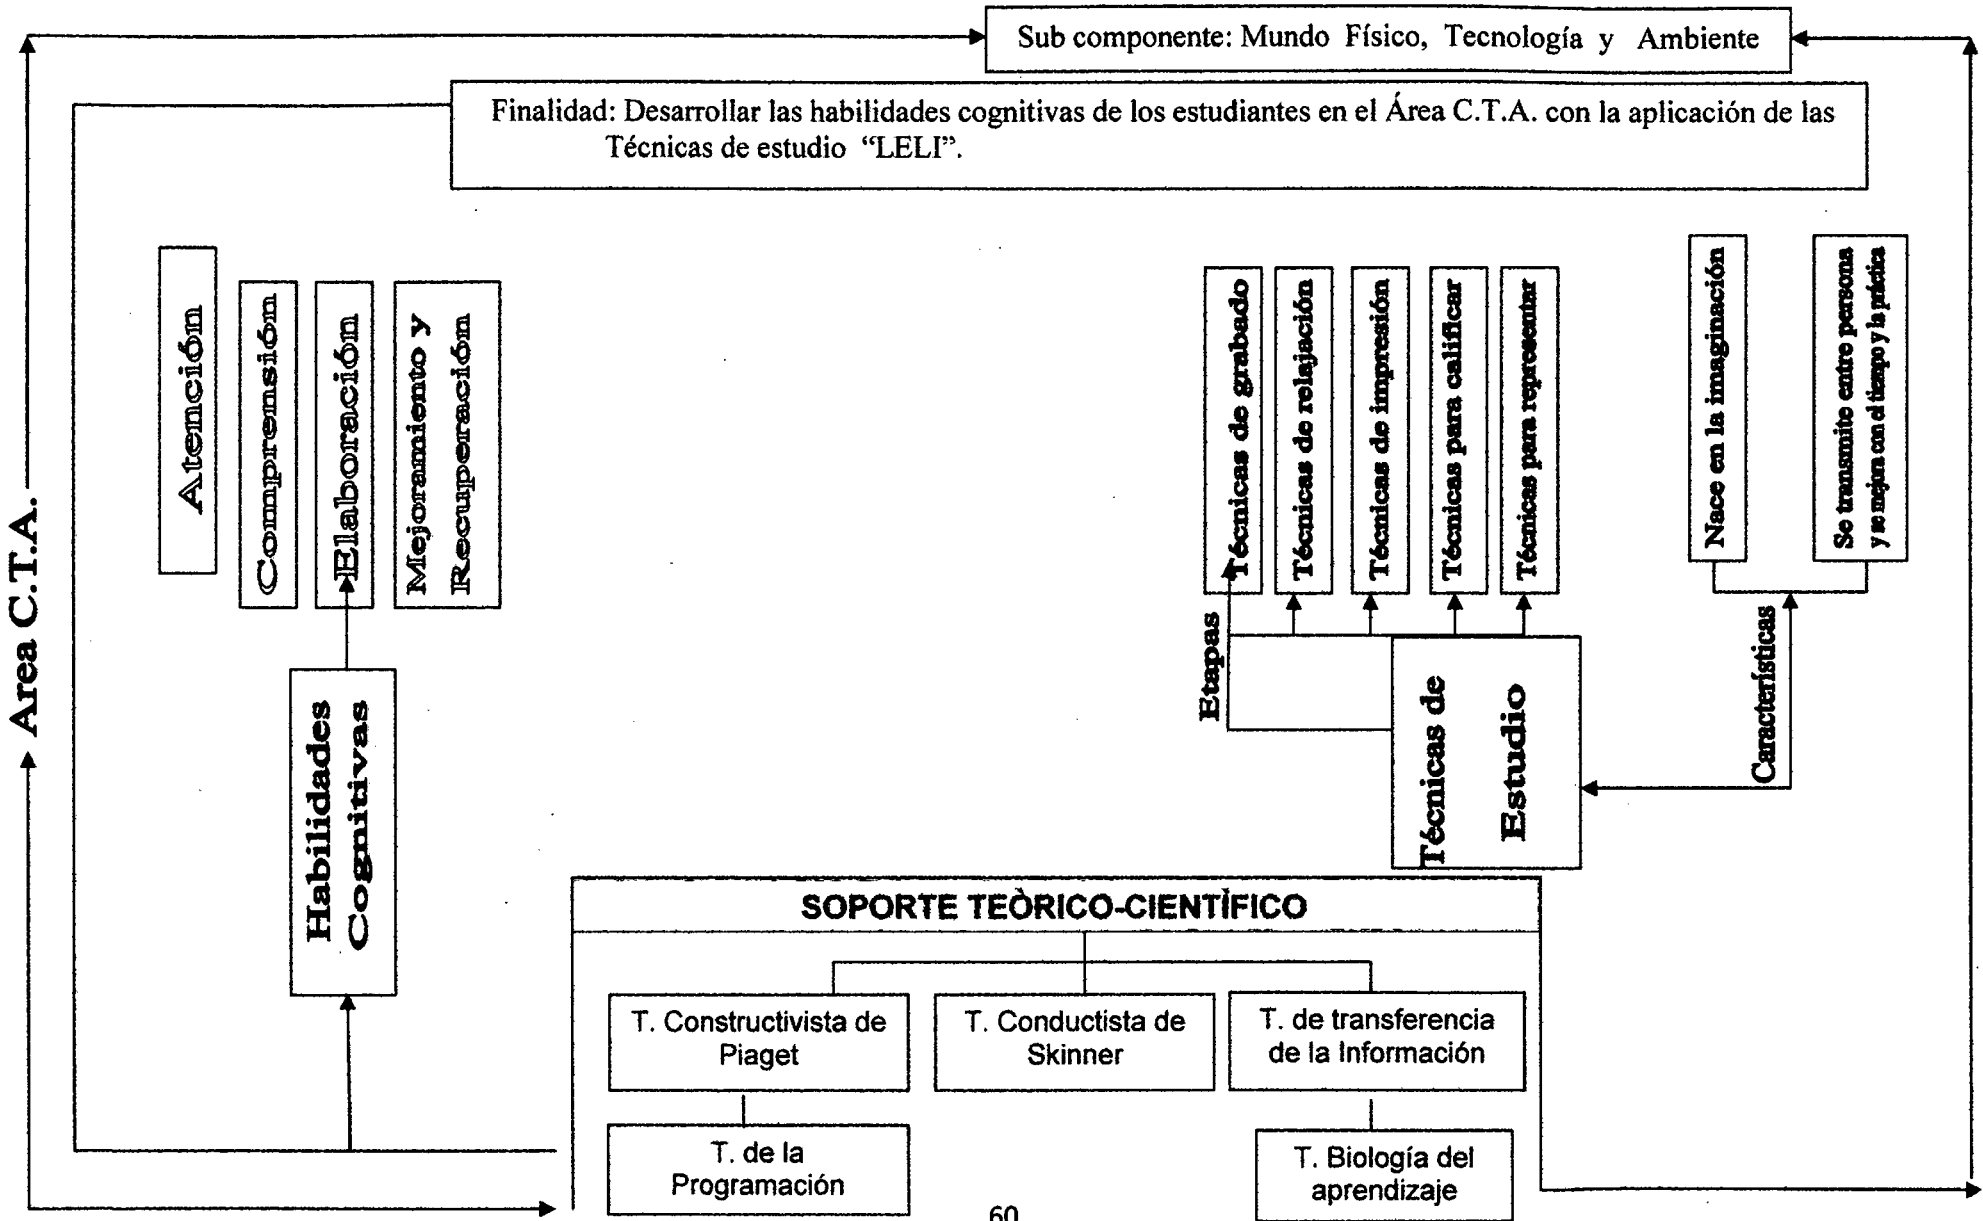 Sub componente: Mundo Físico, Tecnología y Ambiente
Finalidad: Desarrollar las habilidades cognitivas de los estudiantes en el Área C.T.A. con la aplicación de las
Técnicas de estudio “LELI”.
Area C.T.A.
Atención
Comprensión
Elaboración
Mejoramiento y
Recuperación
Habilidades
Cognitivas
Técnicas de grabado
Técnicas de relajación
Técnicas de impresión
Técnicas para calificar
Técnicas para representar
Etapas
Técnicas de
Estudio
Nace en la imaginación
Se transmite entre persona
y se mejora con el tiempo y la práctica
Características
SOPORTE TEÒRICO-CIENTÌFICO
T. Constructivista de
Piaget
T. Conductista de
Skinner
T. de transferencia
de la Información
T. de la
Programación
T. Biología del
aprendizaje
60